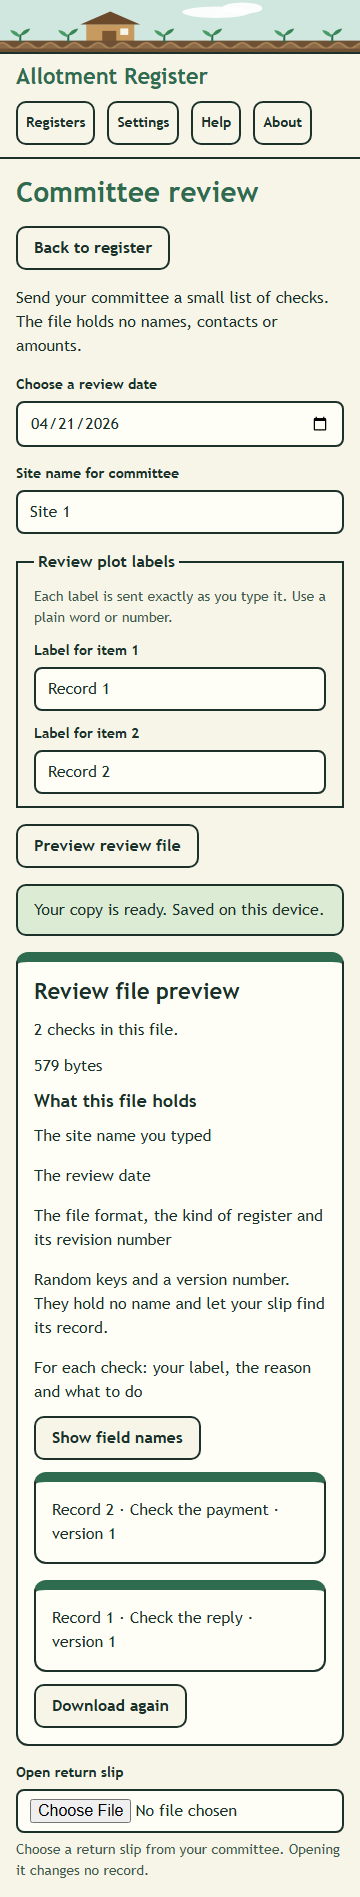 Allotment Register
Registers
Settings
Help
About
Committee review
Back to register
Send your committee a small list of checks.
The file holds no names, contacts or
amounts.
Choose a review date
04/21/2026
Site name for committee
Site 1
Review plot labels
Each label is sent exactly as you type it. Use a
plain word or number.
Label for item 1
Record 1
Label for item 2
Record 2
Preview review file
Your copy is ready. Saved on this device.
Review file preview
2 checks in this file.
579 bytes
What this file holds
The site name you typed
The review date
The file format, the kind of register and
its revision number
Random keys and a version number.
They hold no name and let your slip find
its record.
For each check: your label, the reason
and what to do
Show field names
Record 2 · Check the payment ·
version 1
Record 1 · Check the reply ·
version 1
Download again
Open return slip
Choose File No file chosen
Choose a return slip from your committee. Opening
it changes no record.